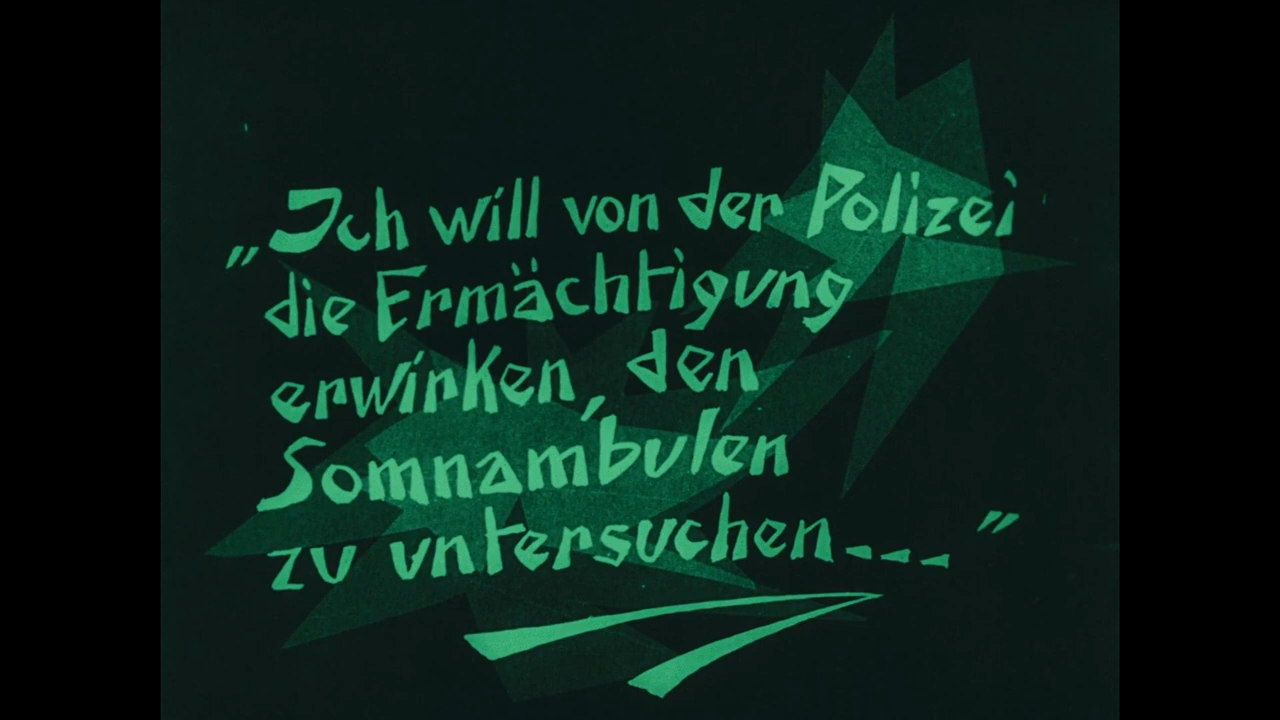 „Ich will von der Polizei
die Ermächtigung
erwirken, den
Somnambulen
zu untersuchen---"